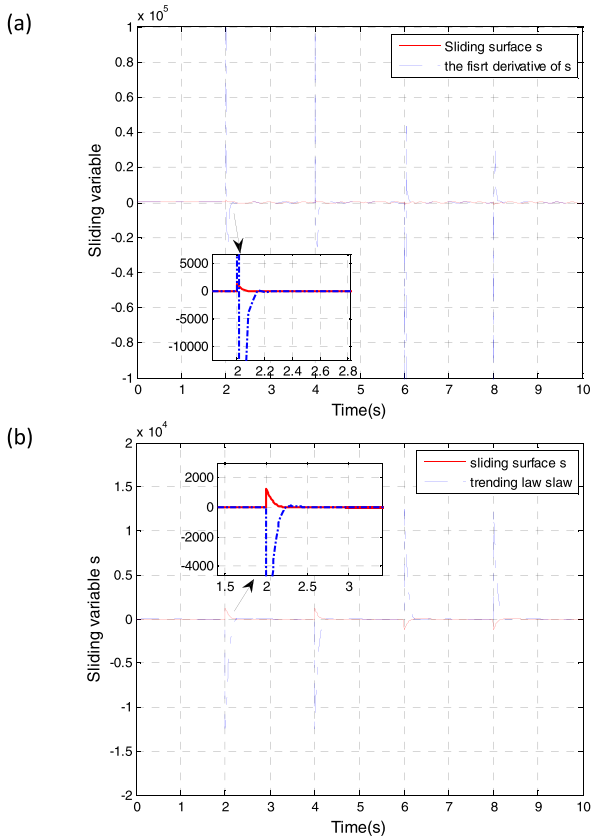 (a)
x 10^5
1
0.8
0.6
0.4
0.2
0
-0.2
-0.4
-0.6
-0.8
-1
Sliding variable
Sliding surface s
the fisrt derivative of s
5000
0
-5000
-10000
2 2.2 2.4 2.6 2.8
0 1 2 3 4 5 6 7 8 9 10
Time(s)
(b)
x 10^4
2
1.5
1
0.5
0
-0.5
-1
-1.5
-2
Sliding variable s
sliding surface s
trending law slaw
2000
0
-2000
-4000
1.5 2 2.5 3
0 1 2 3 4 5 6 7 8 9 10
Time(s)